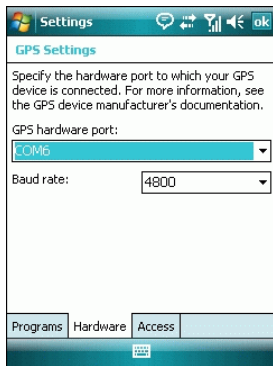 Settings
ok
GPS Settings
Specify the hardware port to which your GPS
device is connected. For more information, see
the GPS device manufacturer's documentation.
GPS hardware port:
COM6
Baud rate:
4800
Programs Hardware Access